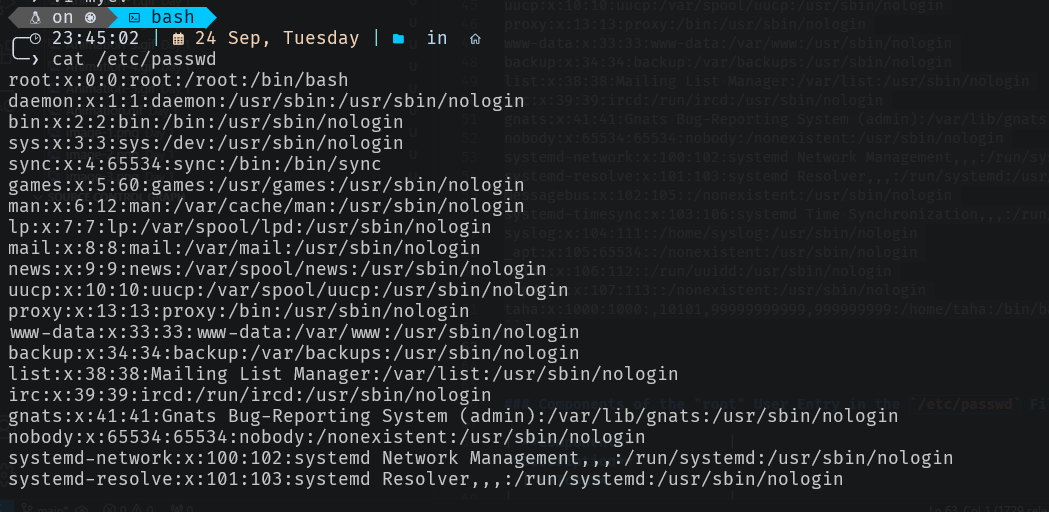 on bash
23:45:02 | 24 Sep, Tuesday | in
❯ cat /etc/passwd
root:x:0:0:root:/root:/bin/bash
daemon:x:1:1:daemon:/usr/sbin:/usr/sbin/nologin
bin:x:2:2:bin:/bin:/usr/sbin/nologin
sys:x:3:3:sys:/dev:/usr/sbin/nologin
sync:x:4:65534:sync:/bin:/bin/sync
games:x:5:60:games:/usr/games:/usr/sbin/nologin
man:x:6:12:man:/var/cache/man:/usr/sbin/nologin
lp:x:7:7:lp:/var/spool/lpd:/usr/sbin/nologin
mail:x:8:8:mail:/var/mail:/usr/sbin/nologin
news:x:9:9:news:/var/spool/news:/usr/sbin/nologin
uucp:x:10:10:uucp:/var/spool/uucp:/usr/sbin/nologin
proxy:x:13:13:proxy:/bin:/usr/sbin/nologin
www-data:x:33:33:www-data:/var/www:/usr/sbin/nologin
backup:x:34:34:backup:/var/backups:/usr/sbin/nologin
list:x:38:38:Mailing List Manager:/var/list:/usr/sbin/nologin
irc:x:39:39:ircd:/run/ircd:/usr/sbin/nologin
gnats:x:41:41:Gnats Bug-Reporting System (admin):/var/lib/gnats:/usr/sbin/nologin
nobody:x:65534:65534:nobody:/nonexistent:/usr/sbin/nologin
systemd-network:x:100:102:systemd Network Management,,,:/run/systemd:/usr/sbin/nologin
systemd-resolve:x:101:103:systemd Resolver,,,:/run/systemd:/usr/sbin/nologin